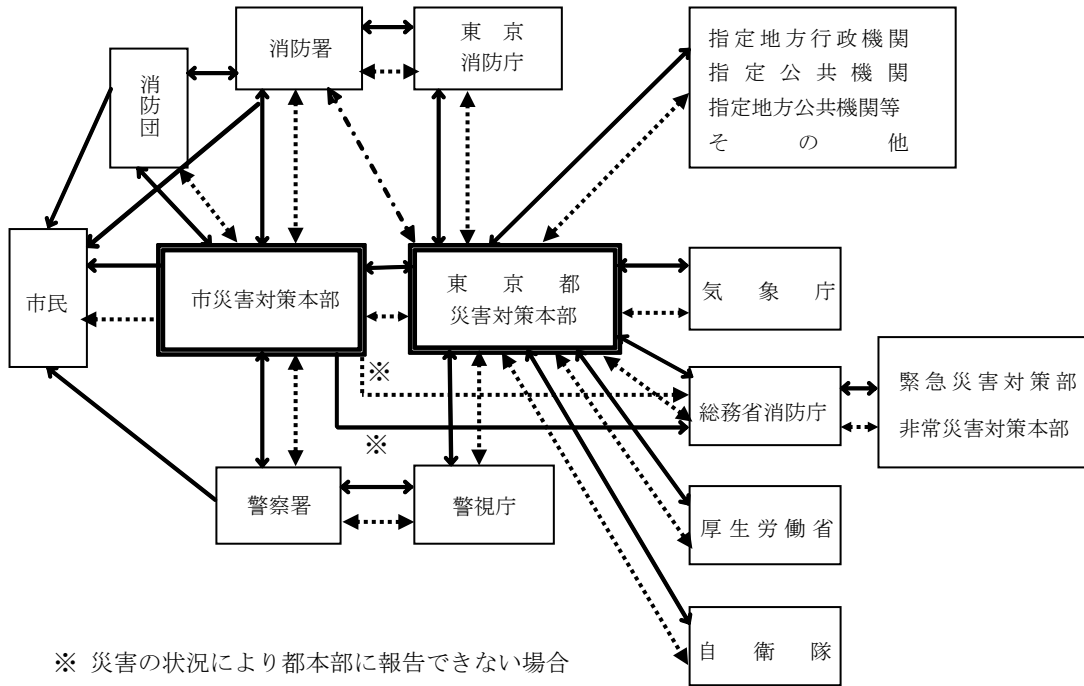 消防署
東京
消防庁
指定地方行政機関
指定公共機関
指定地方公共機関等
その他
消防団
市民
市災害対策本部
東京都
災害対策本部
気象庁
※
※
総務省消防庁
緊急災害対策部
非常災害対策本部
警察署
警視庁
厚生労働省
自衛隊
※ 災害の状況により都本部に報告できない場合